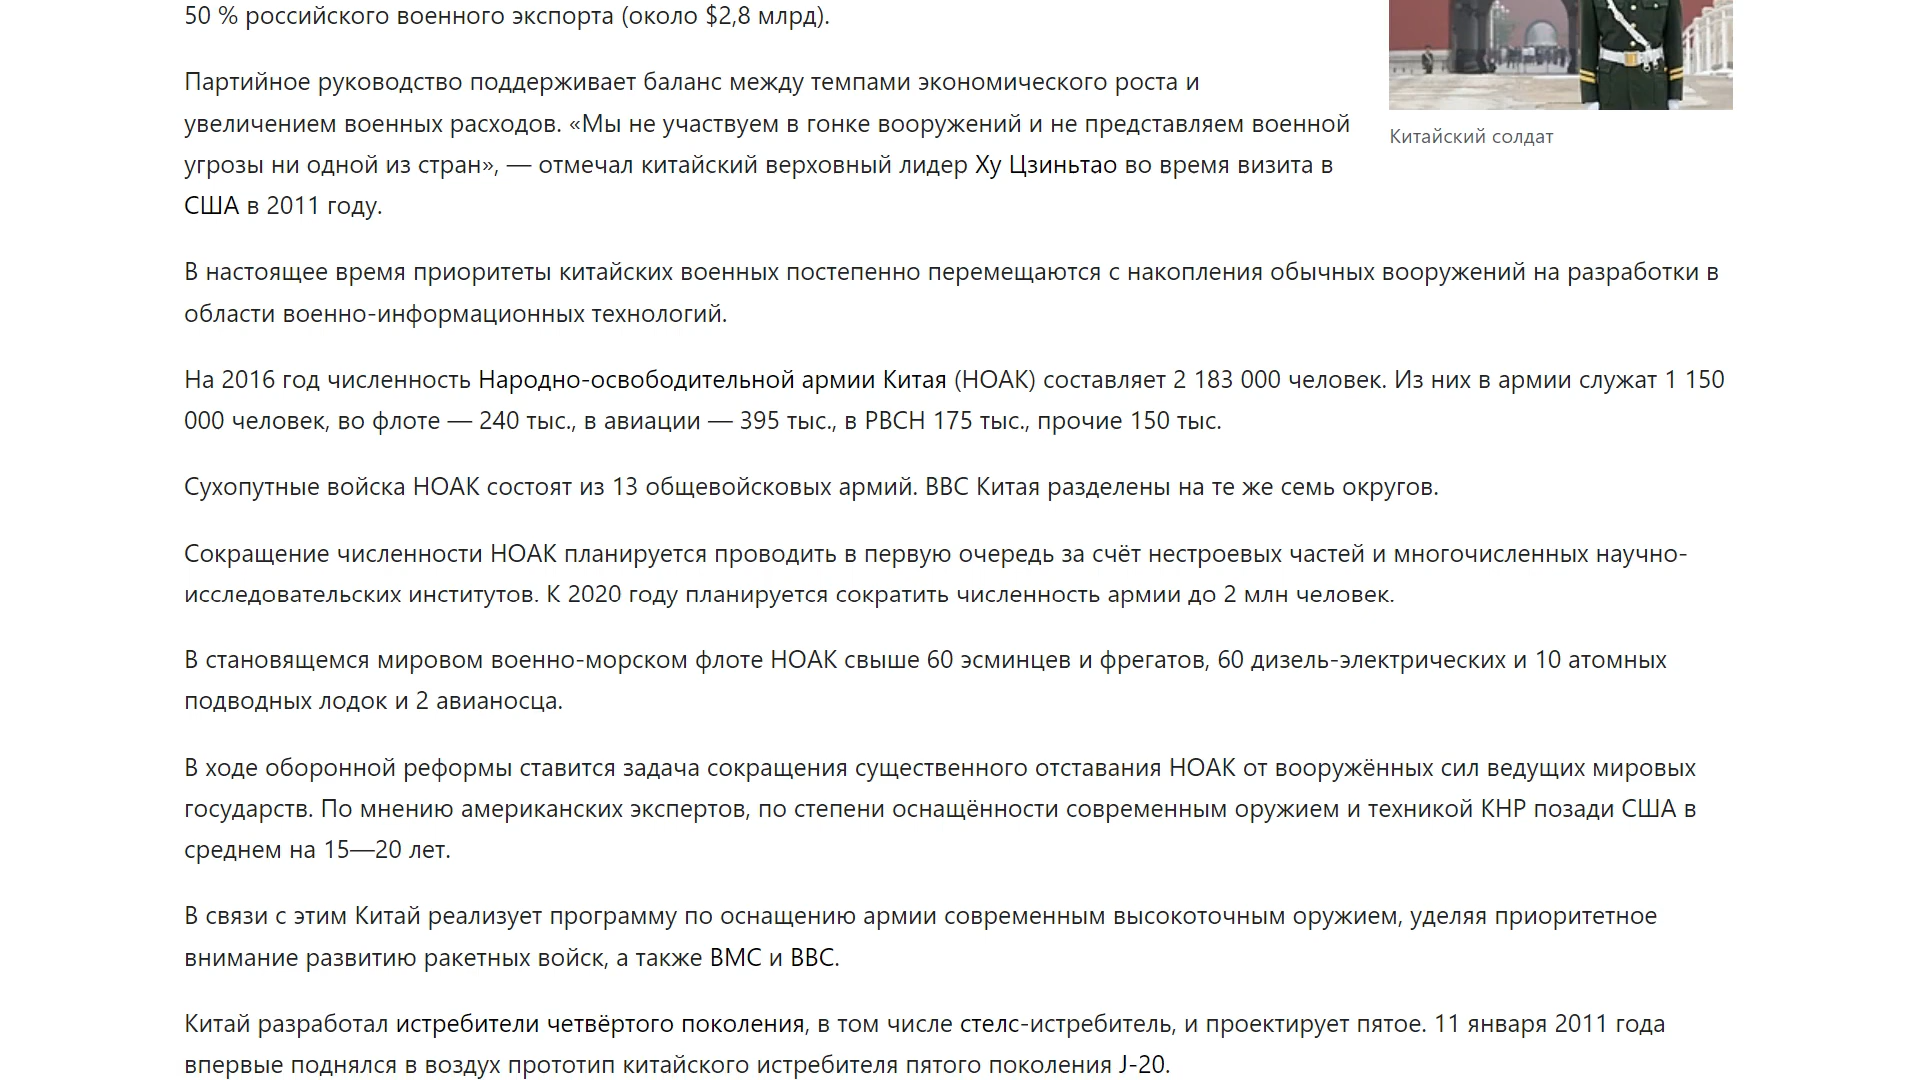 50 % российского военного экспорта (около $2,8 млрд).
Партийное руководство поддерживает баланс между темпами экономического роста и
увеличением военных расходов. «Мы не участвуем в гонке вооружений и не представляем военной
угрозы ни одной из стран», — отмечал китайский верховный лидер Ху Цзиньтао во время визита в
США в 2011 году.
Китайский солдат
В настоящее время приоритеты китайских военных постепенно перемещаются с накопления обычных вооружений на разработки в
области военно-информационных технологий.
На 2016 год численность Народно-освободительной армии Китая (НОАК) составляет 2 183 000 человек. Из них в армии служат 1 150
000 человек, во флоте — 240 тыс., в авиации — 395 тыс., в РВСН 175 тыс., прочие 150 тыс.
Сухопутные войска НОАК состоят из 13 общевойсковых армий. ВВС Китая разделены на те же семь округов.
Сокращение численности НОАК планируется проводить в первую очередь за счёт нестроевых частей и многочисленных научно-
исследовательских институтов. К 2020 году планируется сократить численность армии до 2 млн человек.
В становящемся мировом военно-морском флоте НОАК свыше 60 эсминцев и фрегатов, 60 дизель-электрических и 10 атомных
подводных лодок и 2 авианосца.
В ходе оборонной реформы ставится задача сокращения существенного отставания НОАК от вооружённых сил ведущих мировых
государств. По мнению американских экспертов, по степени оснащённости современным оружием и техникой КНР позади США в
среднем на 15—20 лет.
В связи с этим Китай реализует программу по оснащению армии современным высокоточным оружием, уделяя приоритетное
внимание развитию ракетных войск, а также ВМС и ВВС.
Китай разработал истребители четвёртого поколения, в том числе стелс-истребитель, и проектирует пятое. 11 января 2011 года
впервые поднялся в воздух прототип китайского истребителя пятого поколения J-20.